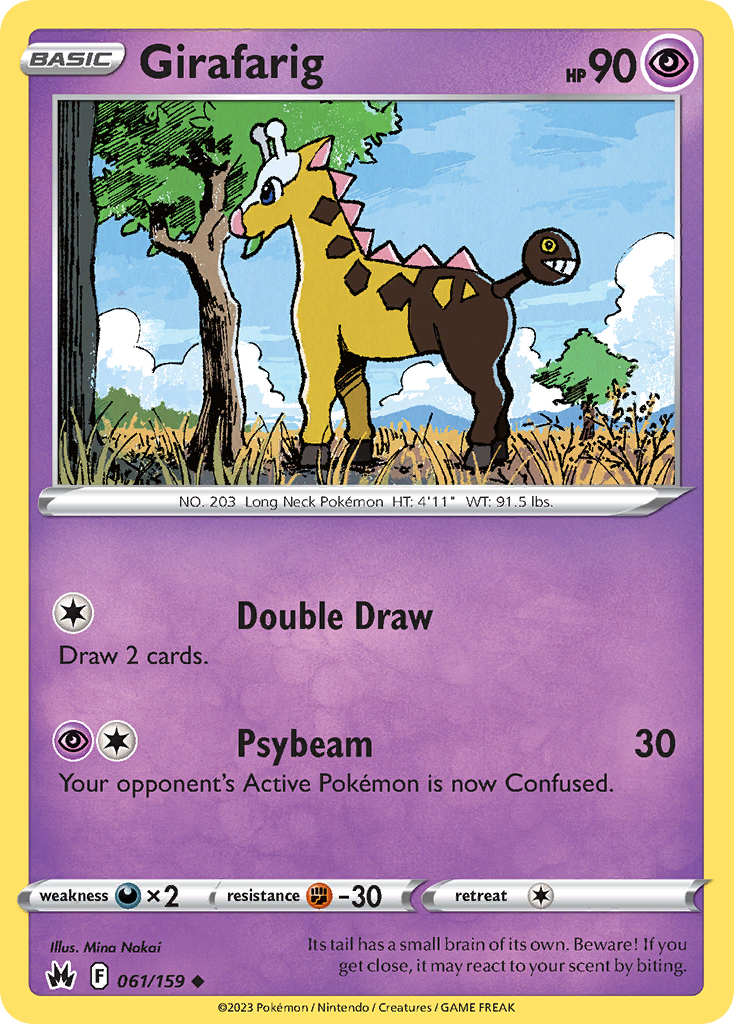 BASIC Girafarig HP 90
NO. 203 Long Neck Pokémon HT: 4'11" WT: 91.5 lbs.
Double Draw
Draw 2 cards.
Psybeam 30
Your opponent's Active Pokémon is now Confused.
weakness ×2 resistance -30 retreat
Illus. Mina Nakai
Its tail has a small brain of its own. Beware! If you
get close, it may react to your scent by biting.
F 061/159
©2023 Pokémon / Nintendo / Creatures / GAME FREAK